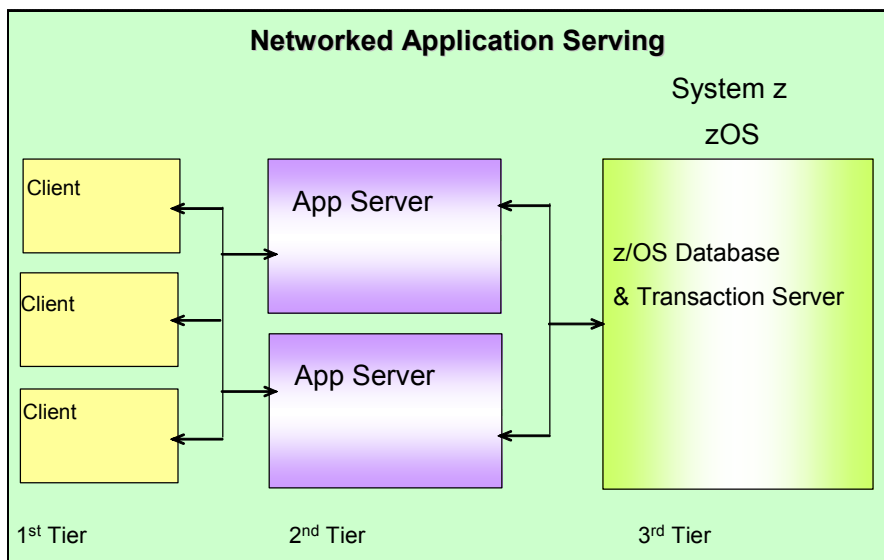 Networked Application Serving
System z
zOS
Client
Client
Client
App Server
App Server
z/OS Database
& Transaction Server
1st Tier
2nd Tier
3rd Tier